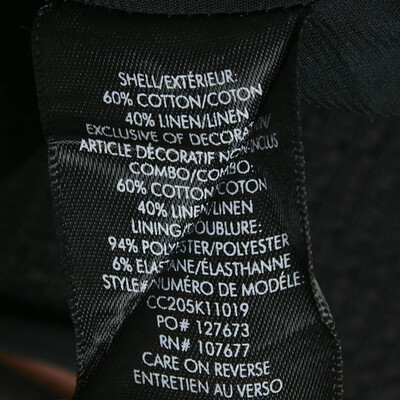 SHELL/EXTÉRIEUR:
60% COTTON/COTON
40% LINEN/LINEN
EXCLUSIVE OF DECORATION
ARTICLE DÉCORATIF NON INCLUS
COMBO/COMBO:
60% COTTON/COTON
40% LINEN/LINEN
LINING/DOUBLURE:
94% POLYESTER/POLYESTER
6% ELASTANE/ÉLASTHANNE
STYLE#/NUMÉRO DE MODÉLE:
CC205K11019
PO# 127673
RN# 107677
CARE ON REVERSE
ENTRETIEN AU VERSO